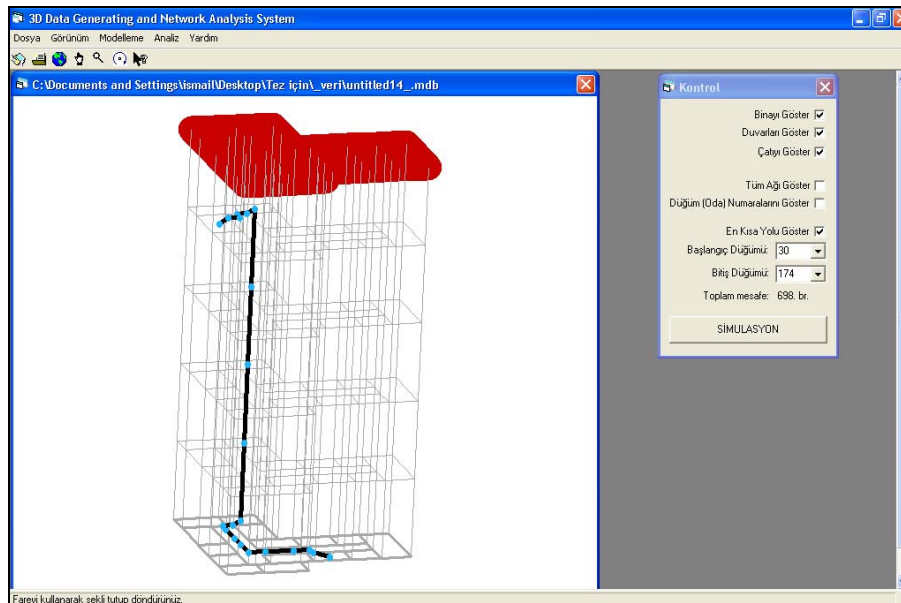 3D Data Generating and Network Analysis System
Dosya Görünüm Modelleme Analiz Yardım
C:\Documents and Settings\ismail\Desktop\Tez için\_veri\untitled14_.mdb
Kontrol
Binayı Göster
Duvarları Göster
Çatıyı Göster
Tüm Ağı Göster
Düğüm (Oda) Numaralarını Göster
En Kısa Yolu Göster
Başlangıç Düğümü: 30
Bitiş Düğümü: 174
Toplam mesafe: 698. br.
SİMULASYON
Fareyi kullanarak şekli tutup döndürünüz.